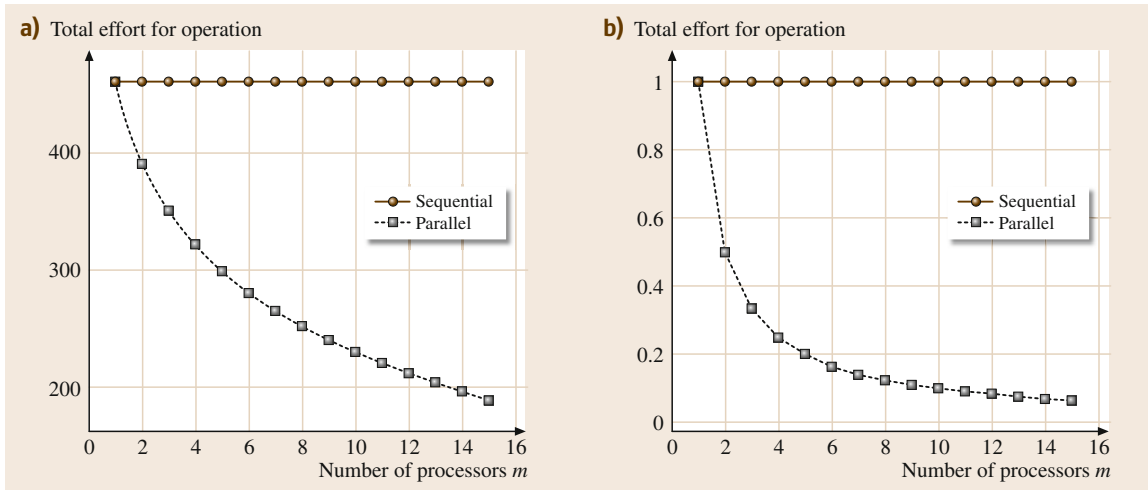 a) Total effort for operation
400
300
200
0 2 4 6 8 10 12 14 16
Number of processors m
Sequential
Parallel
b) Total effort for operation
1
0.8
0.6
0.4
0.2
0
0 2 4 6 8 10 12 14 16
Number of processors m
Sequential
Parallel